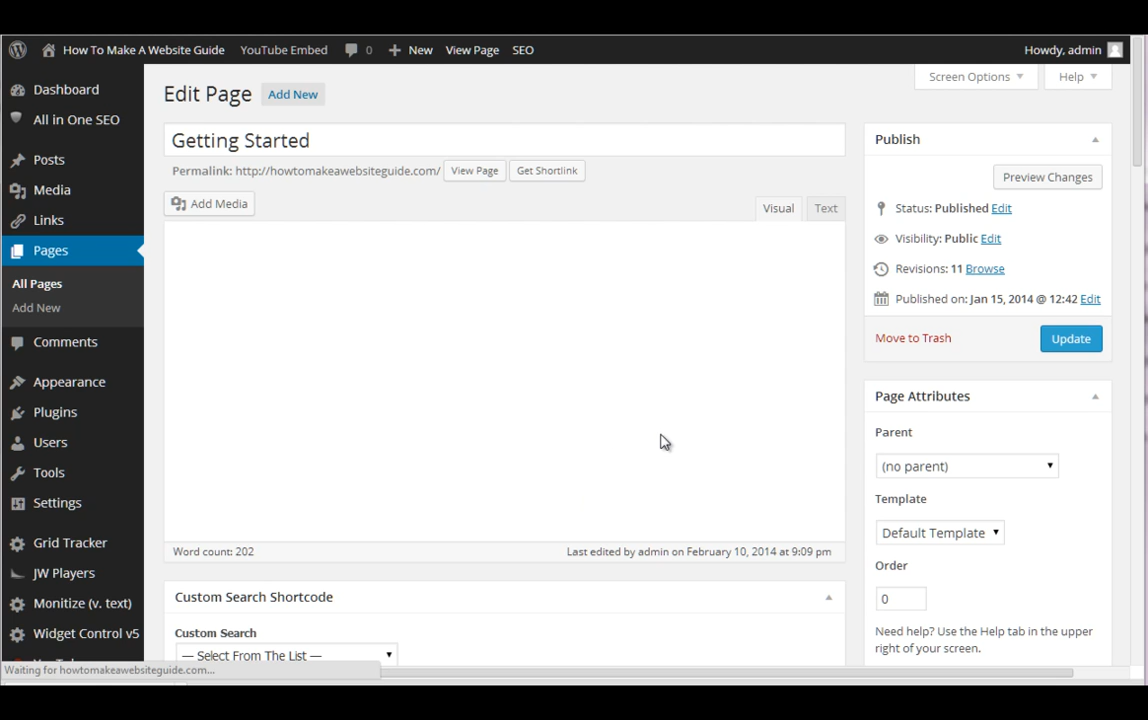 How To Make A Website Guide YouTube Embed 0 New View Page SEO Howdy, admin
Screen Options Help
Dashboard
All in One SEO
Posts
Media
Links
Pages
All Pages
Add New
Comments
Appearance
Plugins
Users
Tools
Settings
Grid Tracker
JW Players
Monitize (v. text)
Widget Control v5
Edit Page Add New
Getting Started
Permalink: http://howtomakeawebsiteguide.com/ View Page Get Shortlink
Add Media Visual Text
Word count: 202 Last edited by admin on February 10, 2014 at 9:09 pm
Custom Search Shortcode
Custom Search
— Select From The List —
Publish
Preview Changes
Status: Published Edit
Visibility: Public Edit
Revisions: 11 Browse
Published on: Jan 15, 2014 @ 12:42 Edit
Move to Trash Update
Page Attributes
Parent
(no parent)
Template
Default Template
Order
0
Need help? Use the Help tab in the upper
right of your screen.
Waiting for howtomakeawebsiteguide.com...